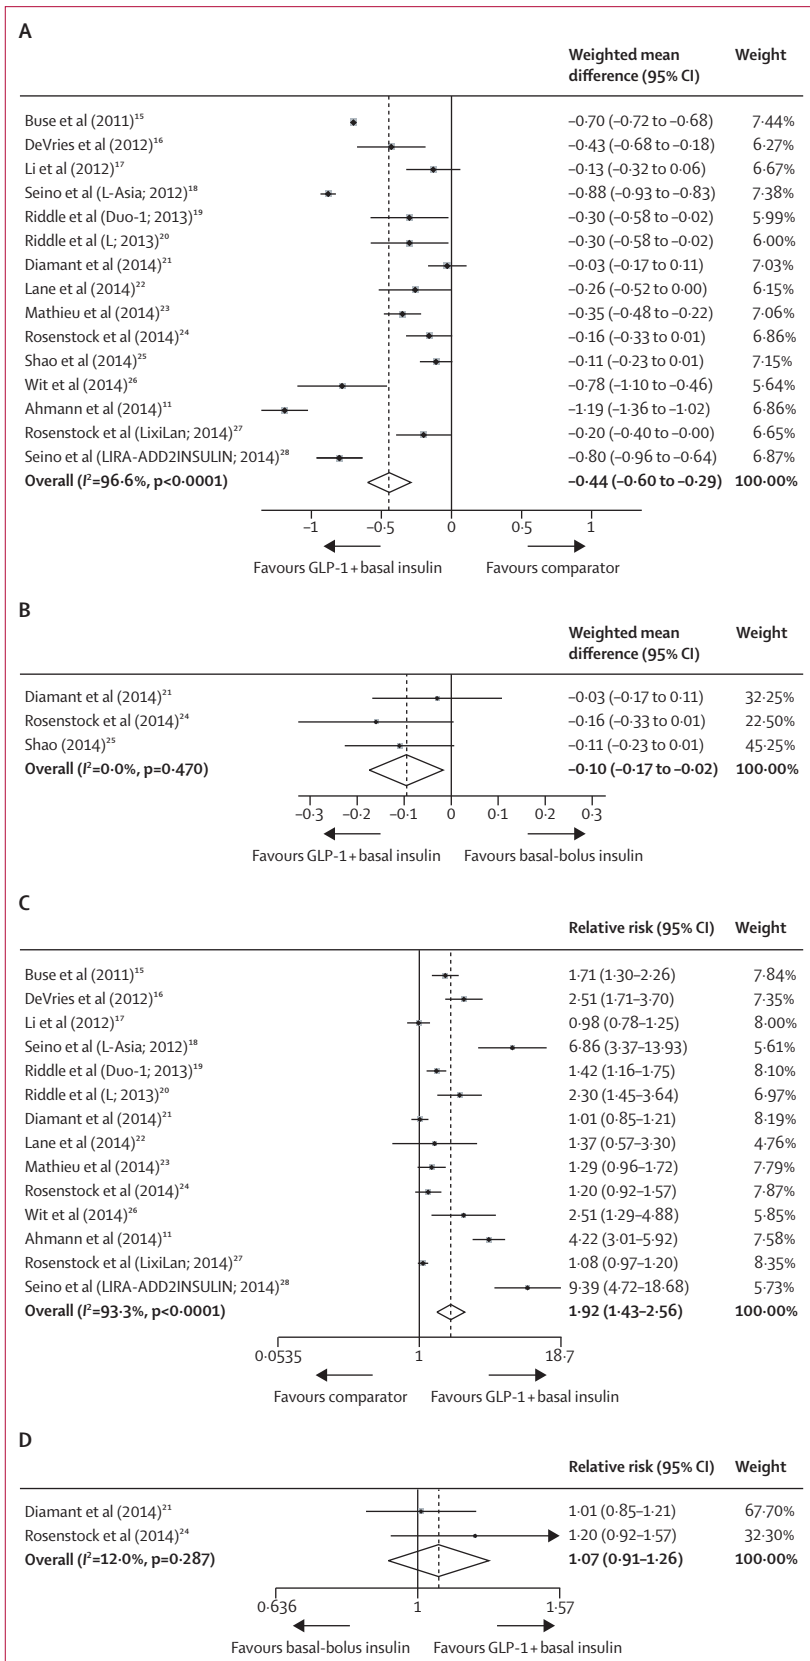 A
Weighted mean
difference (95% CI)
Weight
Buse et al (2011)¹⁵ –0·70 (–0·72 to –0·68) 7·44%
DeVries et al (2012)¹⁶ –0·43 (–0·68 to –0·18) 6·27%
Li et al (2012)¹⁷ –0·13 (–0·32 to 0·06) 6·67%
Seino et al (L-Asia; 2012)¹⁸ –0·88 (–0·93 to –0·83) 7·38%
Riddle et al (Duo-1; 2013)¹⁹ –0·30 (–0·58 to –0·02) 5·99%
Riddle et al (L; 2013)²⁰ –0·30 (–0·58 to –0·02) 6·00%
Diamant et al (2014)²¹ –0·03 (–0·17 to 0·11) 7·03%
Lane et al (2014)²² –0·26 (–0·52 to 0·00) 6·15%
Mathieu et al (2014)²³ –0·35 (–0·48 to –0·22) 7·06%
Rosenstock et al (2014)²⁴ –0·16 (–0·33 to 0·01) 6·86%
Shao et al (2014)²⁵ –0·11 (–0·23 to 0·01) 7·15%
Wit et al (2014)²⁶ –0·78 (–1·10 to –0·46) 5·64%
Ahmann et al (2014)¹¹ –1·19 (–1·36 to –1·02) 6·86%
Rosenstock et al (LixiLan; 2014)²⁷ –0·20 (–0·40 to –0·00) 6·65%
Seino et al (LIRA-ADD2INSULIN; 2014)²⁸ –0·80 (–0·96 to –0·64) 6·87%
Overall (I²=96·6%, p<0·0001) –0·44 (–0·60 to –0·29) 100·00%
–1 –0·5 0 0·5 1
Favours GLP-1 + basal insulin Favours comparator
B
Weighted mean
difference (95% CI)
Weight
Diamant et al (2014)²¹ –0·03 (–0·17 to 0·11) 32·25%
Rosenstock et al (2014)²⁴ –0·16 (–0·33 to 0·01) 22·50%
Shao (2014)²⁵ –0·11 (–0·23 to 0·01) 45·25%
Overall (I²=0·0%, p=0·470) –0·10 (–0·17 to –0·02) 100·00%
–0·3 –0·2 –0·1 0 0·1 0·2 0·3
Favours GLP-1 + basal insulin Favours basal-bolus insulin
C
Relative risk (95% CI) Weight
Buse et al (2011)¹⁵ 1·71 (1·30–2·26) 7·84%
DeVries et al (2012)¹⁶ 2·51 (1·71–3·70) 7·35%
Li et al (2012)¹⁷ 0·98 (0·78–1·25) 8·00%
Seino et al (L-Asia; 2012)¹⁸ 6·86 (3·37–13·93) 5·61%
Riddle et al (Duo-1; 2013)¹⁹ 1·42 (1·16–1·75) 8·10%
Riddle et al (L; 2013)²⁰ 2·30 (1·45–3·64) 6·97%
Diamant et al (2014)²¹ 1·01 (0·85–1·21) 8·19%
Lane et al (2014)²² 1·37 (0·57–3·30) 4·76%
Mathieu et al (2014)²³ 1·29 (0·96–1·72) 7·79%
Rosenstock et al (2014)²⁴ 1·20 (0·92–1·57) 7·87%
Wit et al (2014)²⁶ 2·51 (1·29–4·88) 5·85%
Ahmann et al (2014)¹¹ 4·22 (3·01–5·92) 7·58%
Rosenstock et al (LixiLan; 2014)²⁷ 1·08 (0·97–1·20) 8·35%
Seino et al (LIRA-ADD2INSULIN; 2014)²⁸ 9·39 (4·72–18·68) 5·73%
Overall (I²=93·3%, p<0·0001) 1·92 (1·43–2·56) 100·00%
0·0535 1 18·7
Favours comparator Favours GLP-1 + basal insulin
D
Relative risk (95% CI) Weight
Diamant et al (2014)²¹ 1·01 (0·85–1·21) 67·70%
Rosenstock et al (2014)²⁴ 1·20 (0·92–1·57) 32·30%
Overall (I²=12·0%, p=0·287) 1·07 (0·91–1·26) 100·00%
0·636 1 1·57
Favours basal-bolus insulin Favours GLP-1 + basal insulin